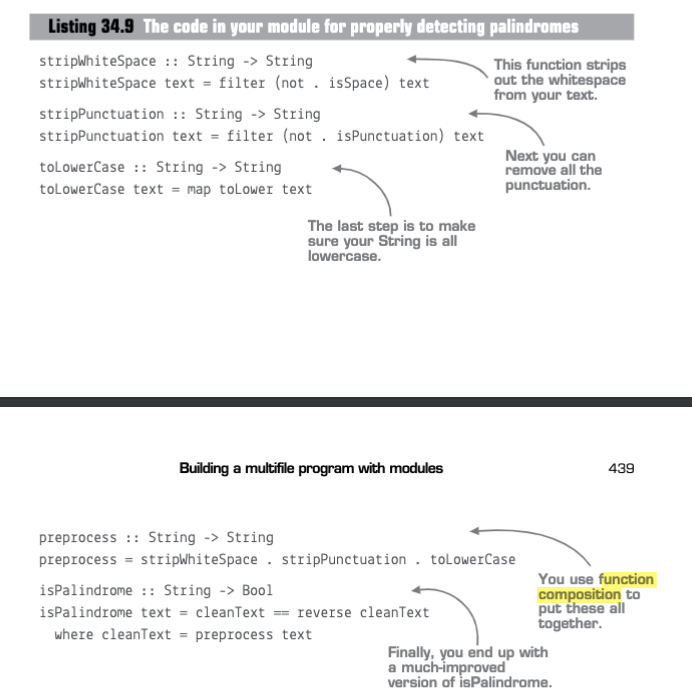 Listing 34.9 The code in your module for properly detecting palindromes
stripWhiteSpace :: String -> String
stripWhiteSpace text = filter (not . isSpace) text
This function strips
out the whitespace
from your text.
stripPunctuation :: String -> String
stripPunctuation text = filter (not . isPunctuation) text
Next you can
remove all the
punctuation.
toLowerCase :: String -> String
toLowerCase text = map toLower text
The last step is to make
sure your String is all
lowercase.
Building a multifile program with modules 439
preprocess :: String -> String
preprocess = stripWhiteSpace . stripPunctuation . toLowerCase
You use function
composition to
put these all
together.
isPalindrome :: String -> Bool
isPalindrome text = cleanText == reverse cleanText
where cleanText = preprocess text
Finally, you end up with
a much-improved
version of isPalindrome.